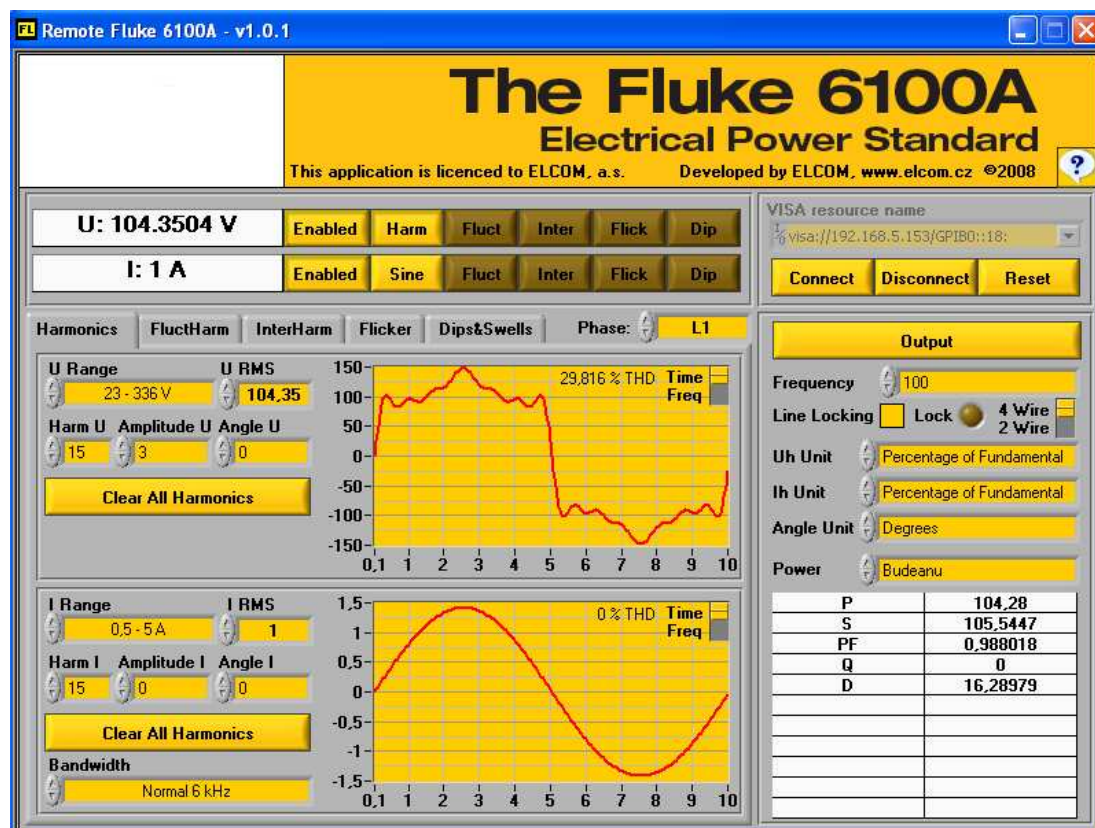 FL Remote Fluke 6100A - v1.0.1
The Fluke 6100A
Electrical Power Standard
This application is licenced to ELCOM, a.s. Developed by ELCOM, www.elcom.cz ©2008
?
U: 104.3504 V Enabled Harm Fluct Inter Flick Dip
I: 1 A Enabled Sine Fluct Inter Flick Dip
VISA resource name
I/0 visa://192.168.5.153/GPIB0::18:
Connect Disconnect Reset
Harmonics FluctHarm InterHarm Flicker Dips&Swells Phase: L1
U Range U RMS
23 - 336 V 104,35
Harm U Amplitude U Angle U
15 3 0
Clear All Harmonics
150
100
50
0
-50
-100
-150
29,816 % THD Time
Freq
0,1 1 2 3 4 5 6 7 8 9 10
I Range I RMS
0,5 - 5 A 1
Harm I Amplitude I Angle I
15 0 0
Clear All Harmonics
Bandwidth
Normal 6 kHz
1,5
1
0,5
0
-0,5
-1
-1,5
0 % THD Time
Freq
0,1 1 2 3 4 5 6 7 8 9 10
Output
Frequency 100
Line Locking Lock 4 Wire
2 Wire
Uh Unit Percentage of Fundamental
Ih Unit Percentage of Fundamental
Angle Unit Degrees
Power Budeanu
P 104,28
S 105,5447
PF 0,988018
Q 0
D 16,28979